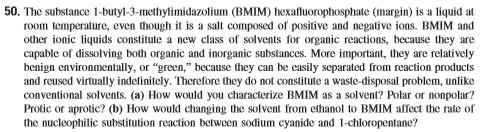 50. The substance 1-butyl-3-methylimidazolium (BMIM) hexafluorophosphate (margin) is a liquid at
room temperature, even though it is a salt composed of positive and negative ions. BMIM and
other ionic liquids constitute a new class of solvents for organic reactions, because they are
capable of dissolving both organic and inorganic substances. More important, they are relatively
benign environmentally, or “green,” because they can be easily separated from reaction products
and reused virtually indefinitely. Therefore they do not constitute a waste-disposal problem, unlike
conventional solvents. (a) How would you characterize BMIM as a solvent? Polar or nonpolar?
Protic or aprotic? (b) How would changing the solvent from ethanol to BMIM affect the rate of
the nucleophilic substitution reaction between sodium cyanide and 1-chloropentane?